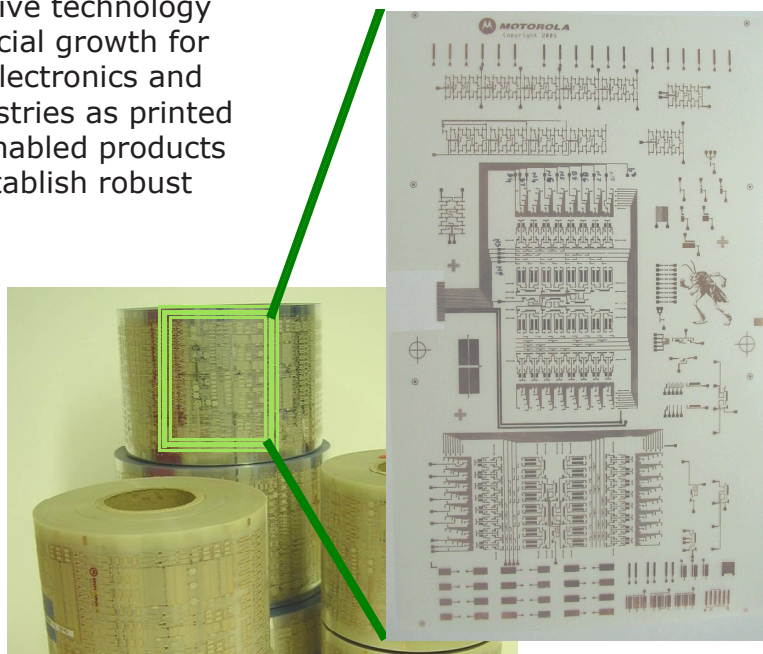 ive technology
cial growth for
lectronics and
stries as printed
nabled products
tablish robust
MOTOROLA
Copyright 2005